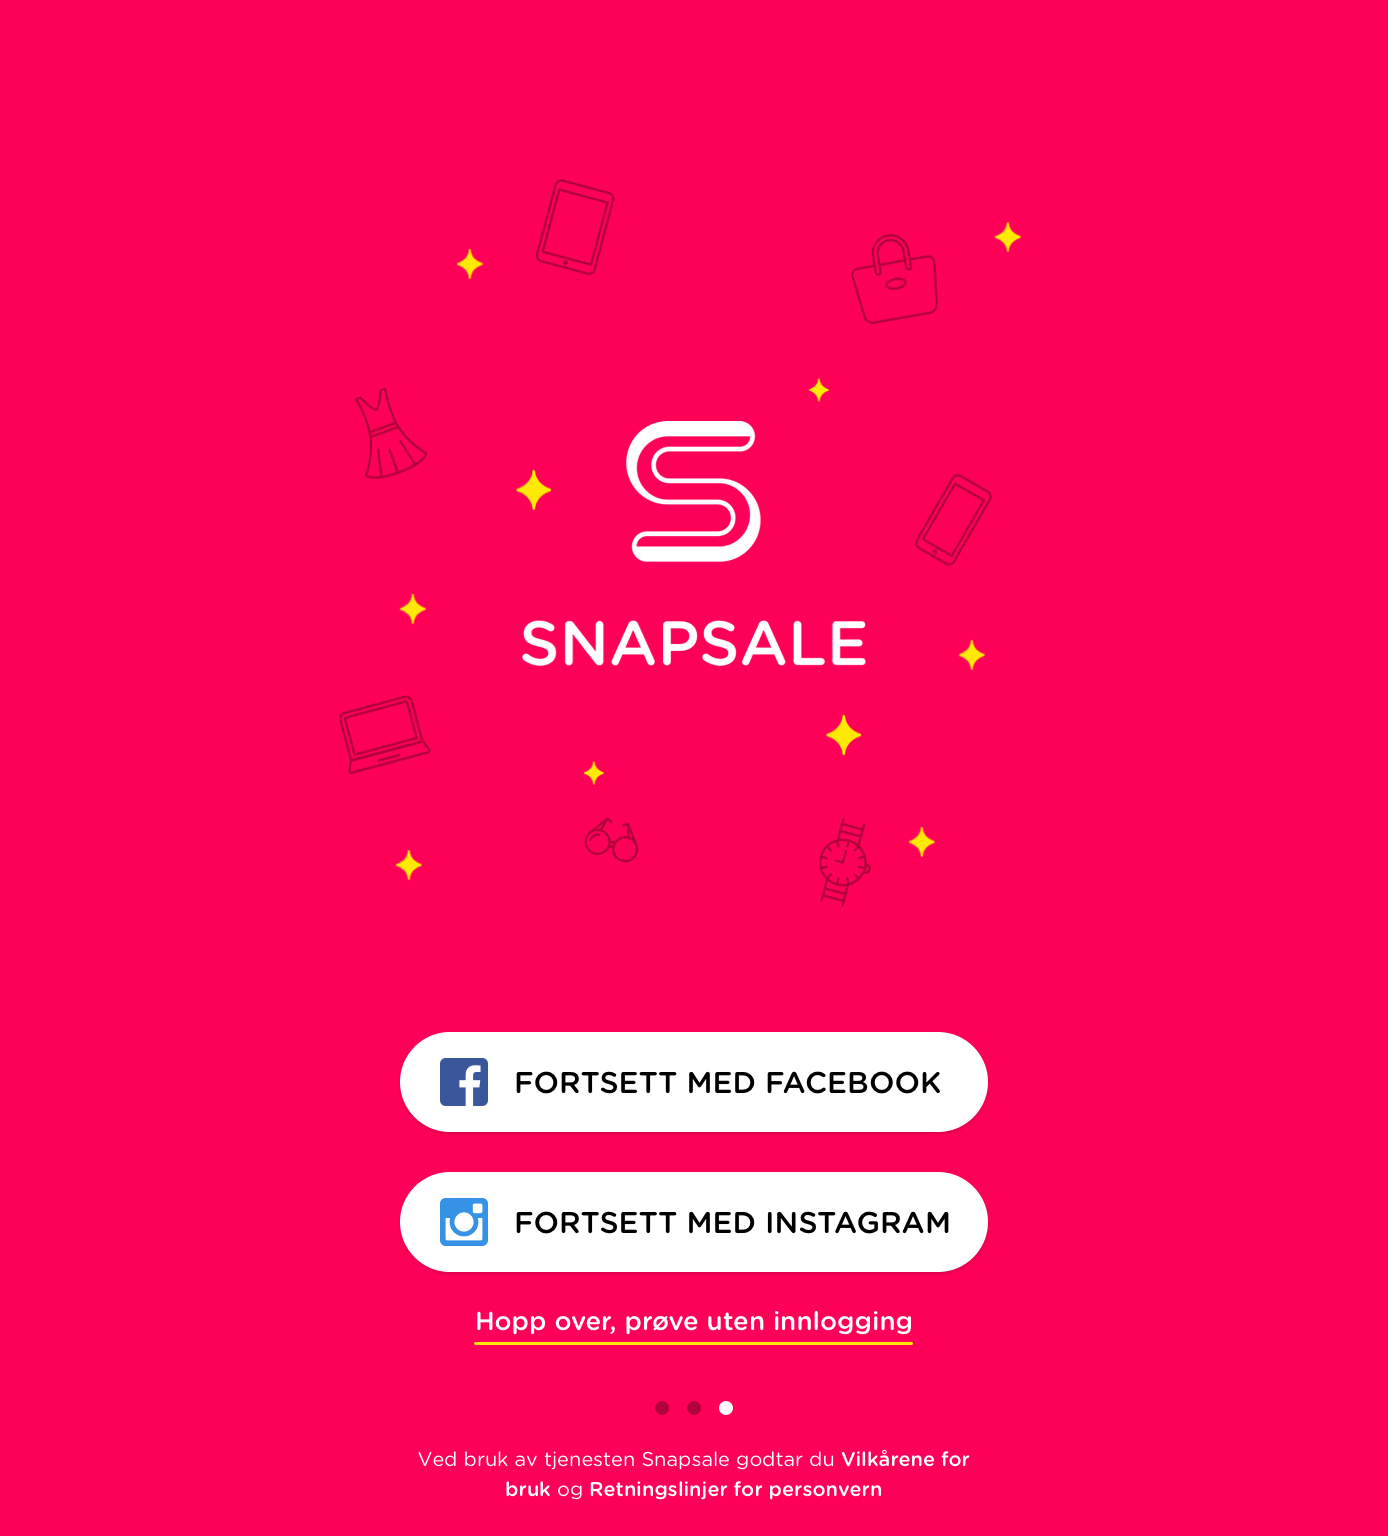 SNAPSALE
FORTSETT MED FACEBOOK
FORTSETT MED INSTAGRAM
Hopp over, prøve uten innlogging
Ved bruk av tjenesten Snapsale godtar du Vilkårene for
bruk og Retningslinjer for personvern